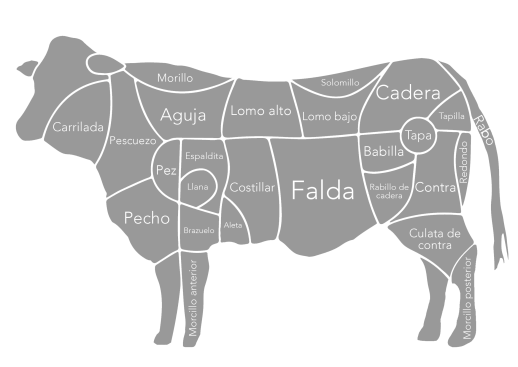 Morillo
Solomillo
Cadera
Aguja
Lomo alto
Lomo bajo
Tapilla
Carrilada
Pescuezo
Tapa
Rabo
Espaldita
Babilla
Redondo
Pez
Llana
Costillar
Falda
Rabillo de
cadera
Contra
Pecho
Brazuelo
Aleta
Culata de
contra
Morcillo anterior
Morcillo posterior